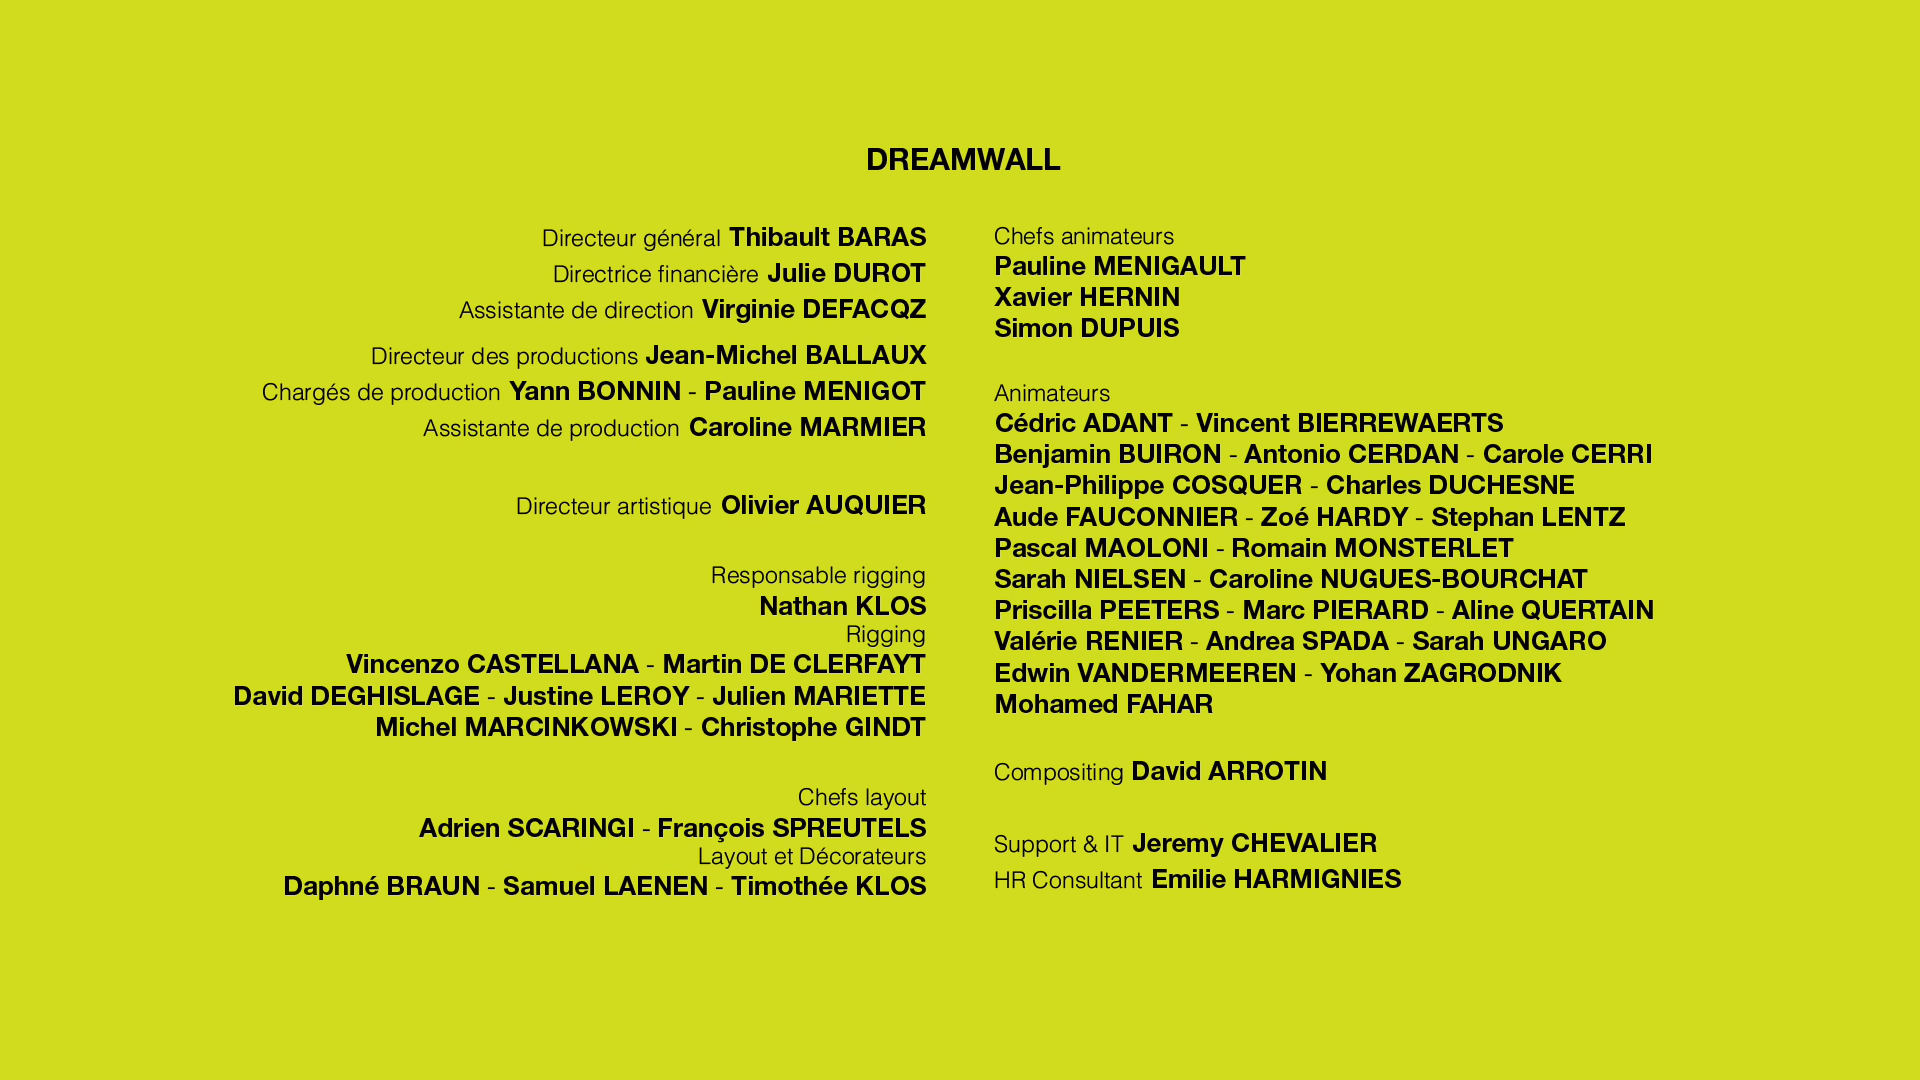 DREAMWALL
Directeur général Thibault BARAS
Directrice financière Julie DUROT
Assistante de direction Virginie DEFACQZ
Directeur des productions Jean-Michel BALLAUX
Chargés de production Yann BONNIN - Pauline MENIGOT
Assistante de production Caroline MARMIER
Directeur artistique Olivier AUQUIER
Responsable rigging
Nathan KLOS
Rigging
Vincenzo CASTELLANA - Martin DE CLERFAYT
David DEGHISLAGE - Justine LEROY - Julien MARIETTE
Michel MARCINKOWSKI - Christophe GINDT
Chefs layout
Adrien SCARINGI - François SPREUTELS
Layout et Décorateurs
Daphné BRAUN - Samuel LAENEN - Timothée KLOS
Chefs animateurs
Pauline MENIGAULT
Xavier HERNIN
Simon DUPUIS
Animateurs
Cédric ADANT - Vincent BIERREWAERTS
Benjamin BUIRON - Antonio CERDAN - Carole CERRI
Jean-Philippe COSQUER - Charles DUCHESNE
Aude FAUCONNIER - Zoé HARDY - Stephan LENTZ
Pascal MAOLONI - Romain MONSTERLET
Sarah NIELSEN - Caroline NUGUES-BOURCHAT
Priscilla PEETERS - Marc PIERARD - Aline QUERTAIN
Valérie RENIER - Andrea SPADA - Sarah UNGARO
Edwin VANDERMEEREN - Yohan ZAGRODNIK
Mohamed FAHAR
Compositing David ARROTIN
Support & IT Jeremy CHEVALIER
HR Consultant Emilie HARMIGNIES